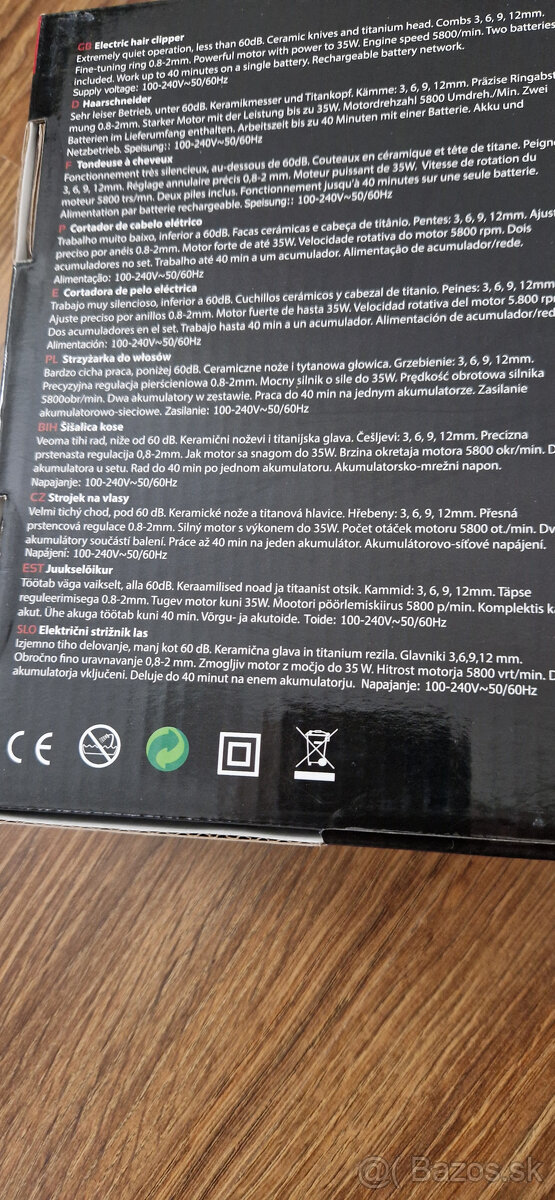 GB Electric hair clipper
Extremely quiet operation, less than 60dB. Ceramic knives and titanium head. Combs 3, 6, 9, 12mm.
Fine-tuning ring 0.8-2mm. Powerful motor with power to 35W. Engine speed 5800/min. Two batteries
included. Work up to 40 minutes on a single battery. Rechargeable battery network.
Supply voltage: 100-240V~50/60Hz
D Haarschneider
Sehr leiser Betrieb, unter 60dB. Keramikmesser und Titankopf. Kämme: 3, 6, 9, 12mm. Präzise Ringabst
mung 0.8-2mm. Starker Motor mit der Leistung bis zu 35W. Motordrehzahl 5800 Umdreh./Min. Zwei
Batterien im Lieferumfang enthalten. Arbeitszeit bis zu 40 Minuten mit einer Batterie. Akku und
Netzbetrieb. Speisung:: 100-240V~50/60Hz
F Tondeuse à cheveux
Fonctionnement très silencieux, au-dessous de 60dB. Couteaux en céramique et tête de titane. Peigne
3, 6, 9, 12mm. Réglage annulaire précis 0,8-2 mm. Moteur puissant de 35W. Vitesse de rotation du
moteur 5800 trs/mn. Deux piles inclus. Fonctionnement jusqu'à 40 minutes sur une seule batterie.
Alimentation par batterie rechargeable. Speisung:: 100-240V~50/60Hz
P Cortador de cabelo elétrico
Trabalho muito baixo, inferior a 60dB. Facas cerámicas e cabeça de titânio. Pentes: 3, 6, 9, 12mm. Ajust
preciso por anéis 0.8-2mm. Motor forte de até 35W. Velocidade rotativa do motor 5800 rpm. Dois
acumuladores no set. Trabalho até 40 min a um acumulador. Alimentação de acumulador/rede.
Alimentação: 100-240V~50/60Hz
E Cortadora de pelo eléctrica
Trabajo muy silencioso, inferior a 60dB. Cuchillos cerámicos y cabezal de titanio. Peines: 3, 6, 9, 12mm
Ajuste preciso por anillos 0.8-2mm. Motor fuerte de hasta 35W. Velocidad rotativa del motor 5.800 rp
Dos acumuladores en el set. Trabajo hasta 40 min a un acumulador. Alimentación de acumulador/red
Alimentación: 100-240V~50/60Hz
PL Strzyżarka do włosów
Bardzo cicha praca, poniżej 60dB. Ceramiczne noże i tytanowa głowica. Grzebienie: 3, 6, 9, 12mm.
Precyzyjna regulacja pierścieniowa 0.8-2mm. Mocny silnik o sile do 35W. Prędkość obrotowa silnika
5800obr/min. Dwa akumulatory w zestawie. Praca do 40 min na jednym akumulatorze. Zasilanie
akumulatorowo-sieciowe. Zasilanie: 100-240V~50/60Hz
BIH Šišalica kose
Veoma tihi rad, niže od 60 dB. Keramični noževi i titanijska glava. Češljevi: 3, 6, 9, 12mm. Precizna
prstenasta regulacija 0,8-2mm. Jak motor sa snagom do 35W. Brzina okretaja motora 5800 okr/min. D
akumulatora u setu. Rad do 40 min po jednom akumulatoru. Akumulatorsko-mrežni napon.
Napajanje: 100-240V~50/60Hz
CZ Strojek na vlasy
Velmi tichý chod, pod 60 dB. Keramické nože a titanová hlavice. Hřebeny: 3, 6, 9, 12mm. Přesná
prstencová regulace 0.8-2mm. Silný motor s výkonem do 35W. Počet otáček motoru 5800 ot./min. Dv
akumulátory součástí balení. Práce až 40 min na jeden akumulátor. Akumulátorovo-síťové napájení.
Napájení: 100-240V~50/60Hz
EST Juukselõikur
Töötab väga vaikselt, alla 60dB. Keraamilised noad ja titaanist otsik. Kammid: 3, 6, 9, 12mm. Täpse
reguleerimisega 0.8-2mm. Tugev motor kuni 35W. Mootori pöörlemiskiirus 5800 p/min. Komplektis ka
akut. Ühe akuga töötab kuni 40 min. Võrgu- ja akutoide. Toide: 100-240V~50/60Hz
SLO Električni strižnik las
Izjemno tiho delovanje, manj kot 60 dB. Keramična glava in titanium rezila. Glavniki 3,6,9,12 mm.
Obročno fino uravnavanje 0,8-2 mm. Zmogljiv motor z močjo do 35 W. Hitrost motorja 5800 vrt/min. D
akumulatorja vključeni. Deluje do 40 minut na enem akumulatorju. Napajanje: 100-240V~50/60Hz
CE
Bazos.sk